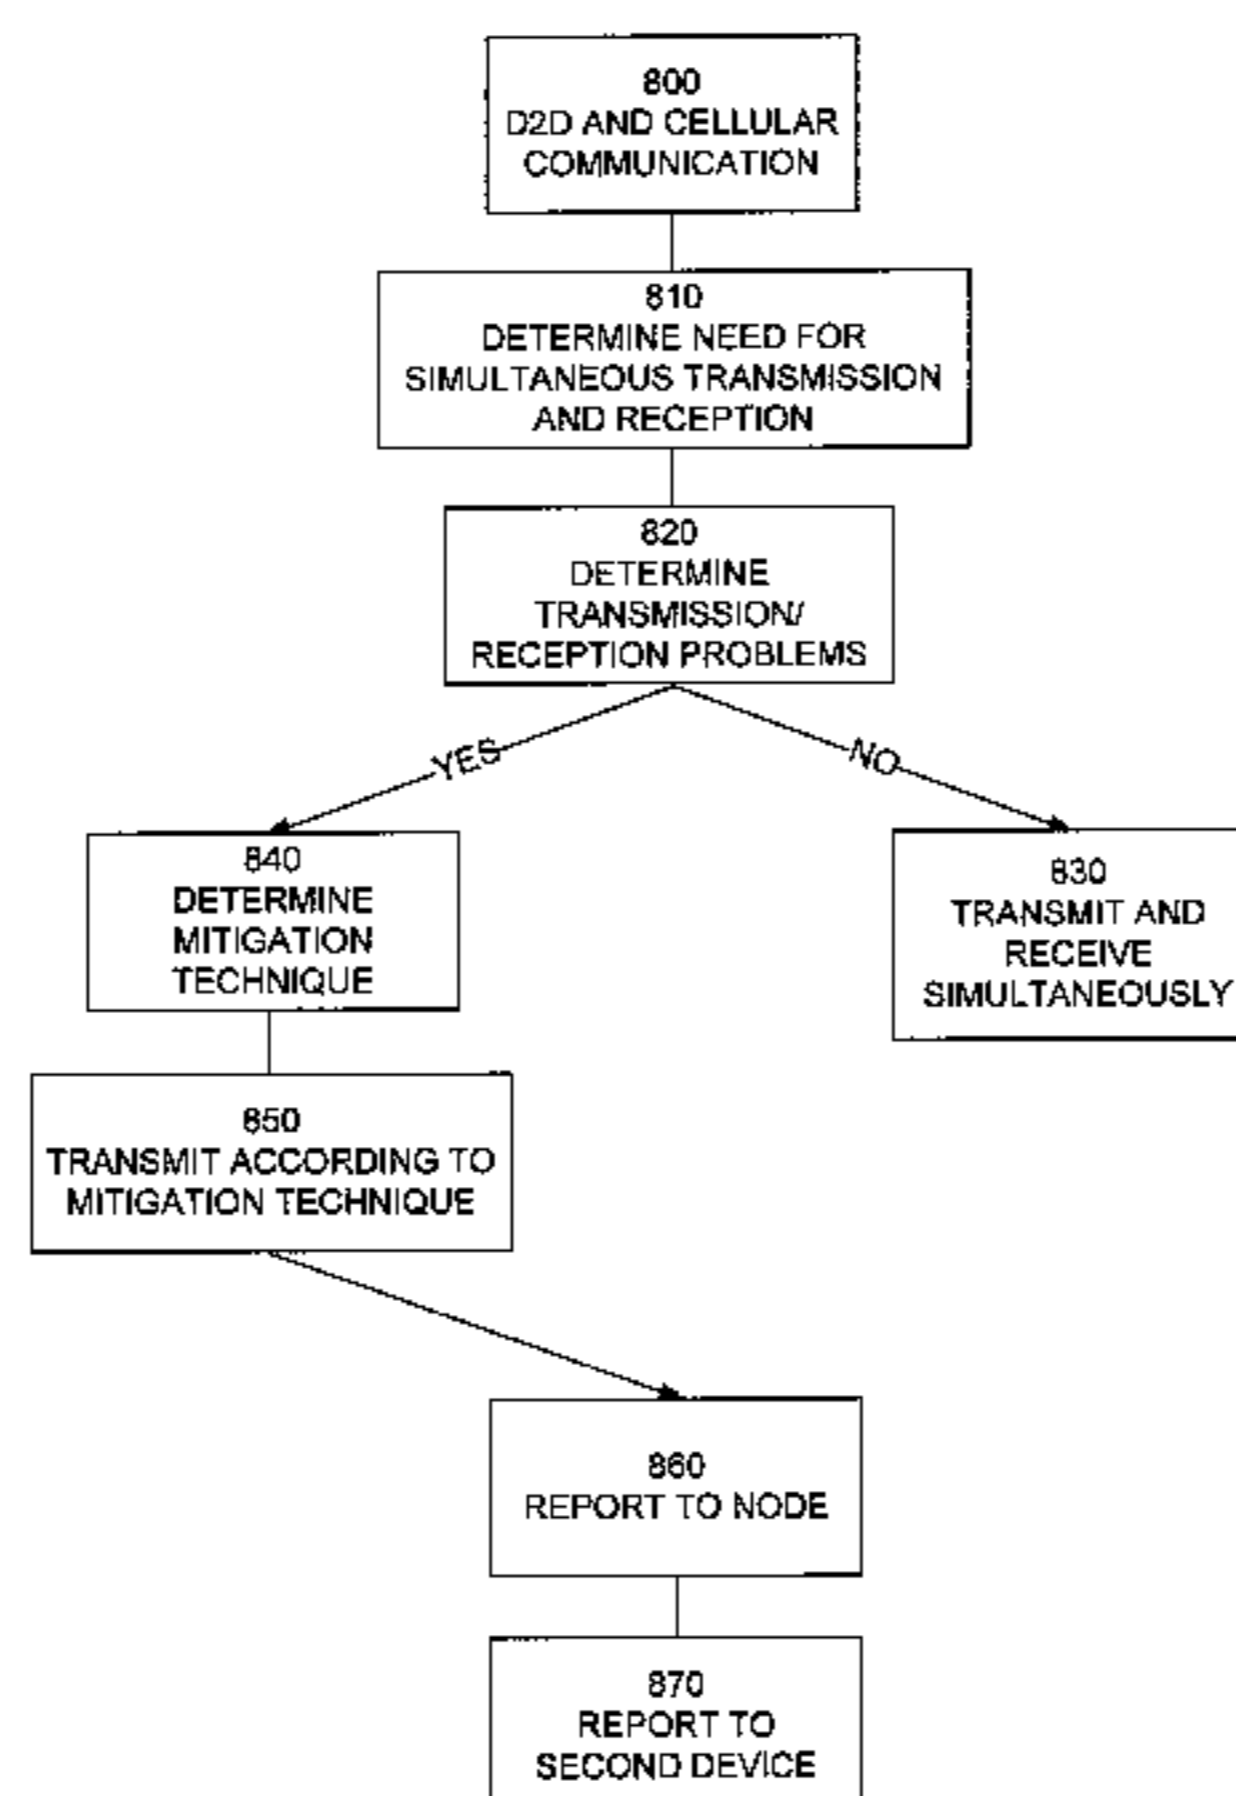 800
D2D AND CELLULAR
COMMUNICATION
810
DETERMINE NEED FOR
SIMULTANEOUS TRANSMISSION
AND RECEPTION
820
DETERMINE
TRANSMISSION/
RECEPTION PROBLEMS
YES
NO
840
DETERMINE
MITIGATION
TECHNIQUE
830
TRANSMIT AND
RECEIVE
SIMULTANEOUSLY
850
TRANSMIT ACCORDING TO
MITIGATION TECHNIQUE
860
REPORT TO NODE
870
REPORT TO
SECOND DEVICE